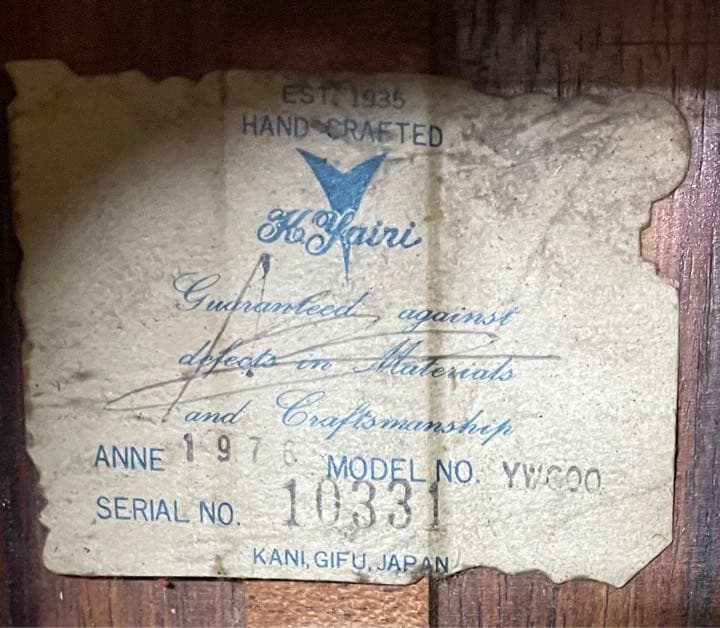 EST. 1935
HAND CRAFTED
K. Yairi
Guaranteed against
defects in Materials
and Craftsmanship
ANNE 1976 MODEL NO.
SERIAL NO. 10331
KANI, GIFU, JAPAN